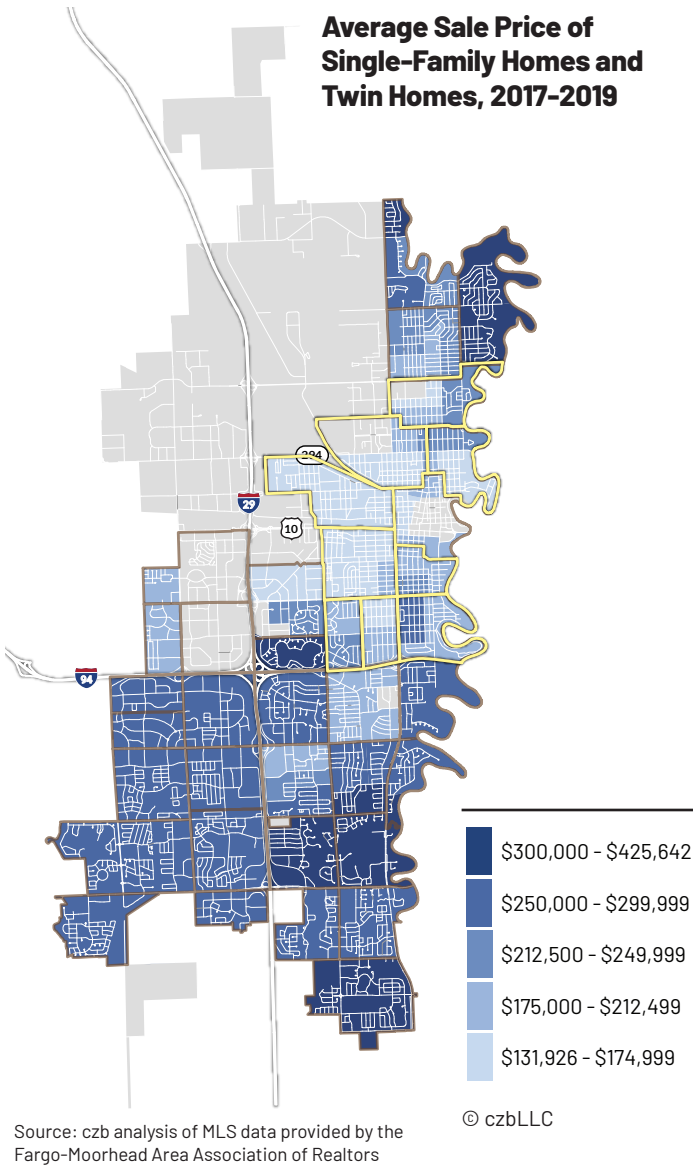 Average Sale Price of
Single-Family Homes and
Twin Homes, 2017-2019
294
29
10
94
$300,000 - $425,642
$250,000 - $299,999
$212,500 - $249,999
$175,000 - $212,499
$131,926 - $174,999
© czbLLC
Source: czb analysis of MLS data provided by the
Fargo-Moorhead Area Association of Realtors